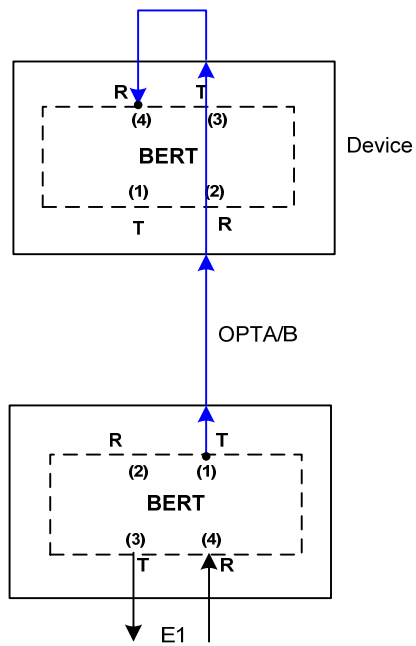 R T
(4) (3)
Device
BERT
(1) (2)
T R
OPTA/B
R T
(2) (1)
BERT
(3) (4)
T R
E1